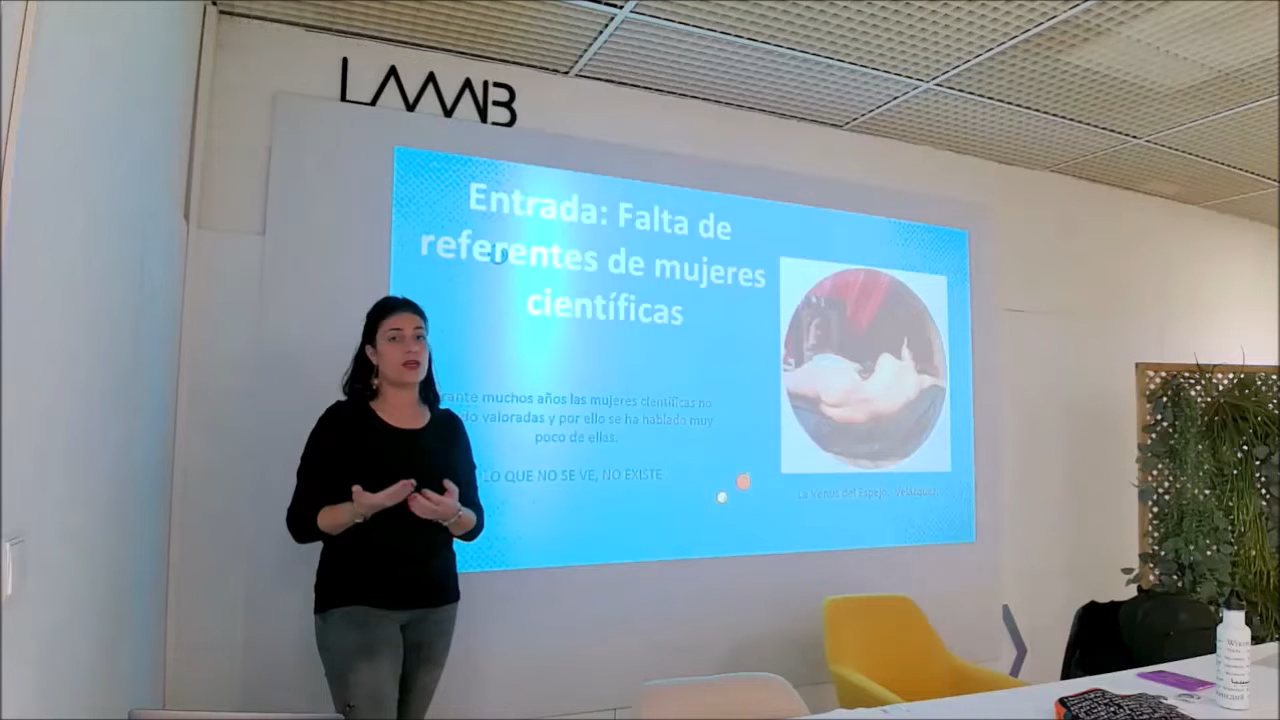 LAAAB
Entrada: Falta de
referentes de mujeres
científicas
muchos años las mujeres científicas no
valoradas y por ello se ha hablado muy
poco de ellas.
LO QUE NO SE VE, NO EXISTE
La Venus del Espejo. Velázquez.